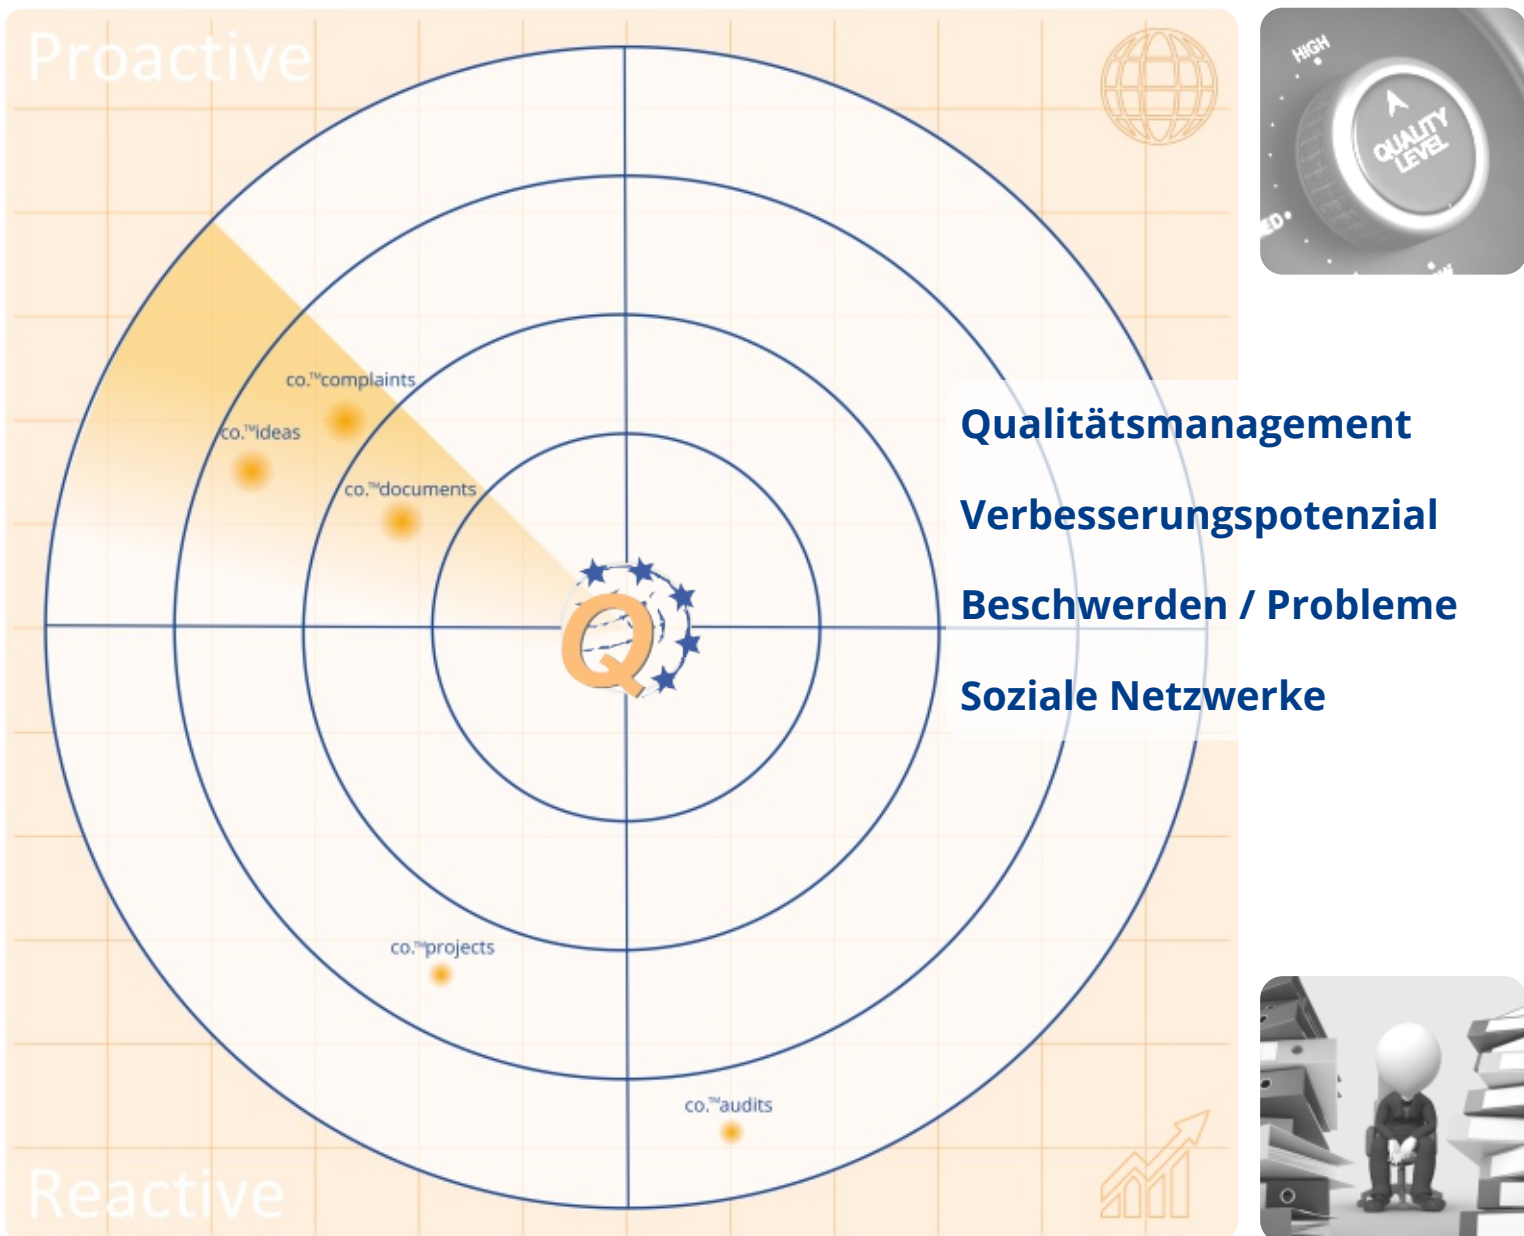 Proactive
HIGH
QUALITY
LEVEL
co.™complaints
co.™ideas
Qualitätsmanagement
co.™documents
Verbesserungspotenzial
Q
Beschwerden / Probleme
Soziale Netzwerke
co.™projects
co.™audits
Reactive